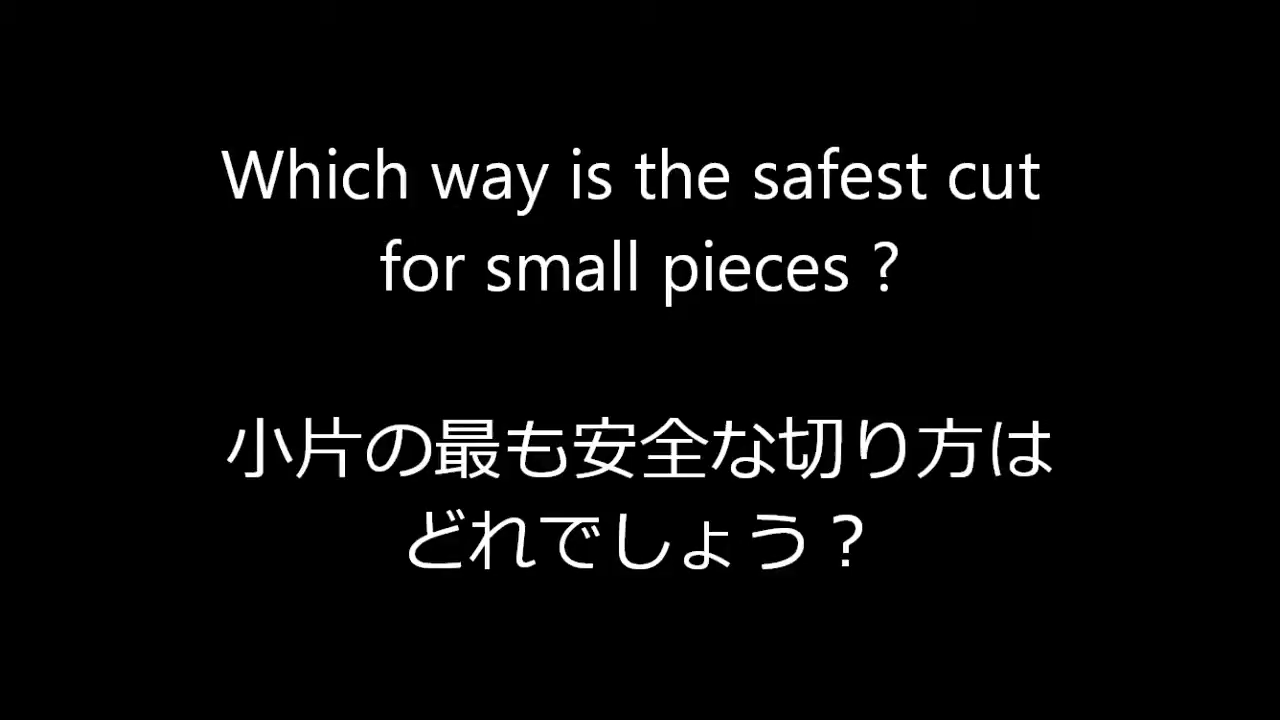 Which way is the safest cut
for small pieces ?
小片の最も安全な切り方は
どれでしょう？